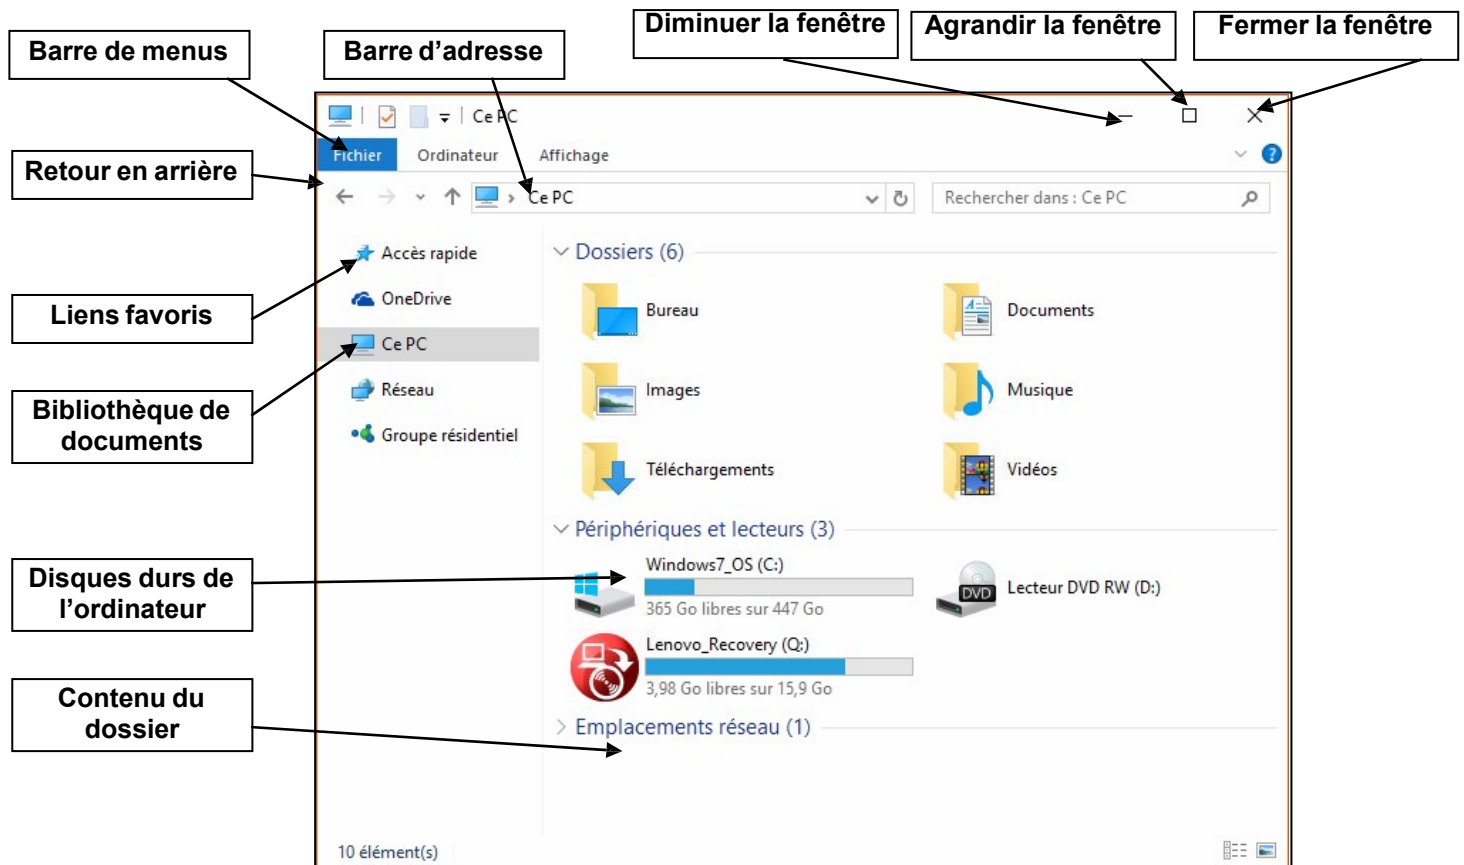 Diminuer la fenêtre
Agrandir la fenêtre
Fermer la fenêtre
Barre de menus
Barre d'adresse
Ce PC
Fichier
Ordinateur
Affichage
Retour en arrière
Ce PC
Rechercher dans : Ce PC
Accès rapide
OneDrive
Ce PC
Réseau
Groupe résidentiel
Liens favoris
Bibliothèque de
documents
Disques durs de
l'ordinateur
Contenu du
dossier
Dossiers (6)
Bureau
Documents
Images
Musique
Téléchargements
Vidéos
Périphériques et lecteurs (3)
Windows7_OS (C:)
365 Go libres sur 447 Go
DVD
Lecteur DVD RW (D:)
Lenovo_Recovery (Q:)
3,98 Go libres sur 15,9 Go
Emplacements réseau (1)
10 élément(s)